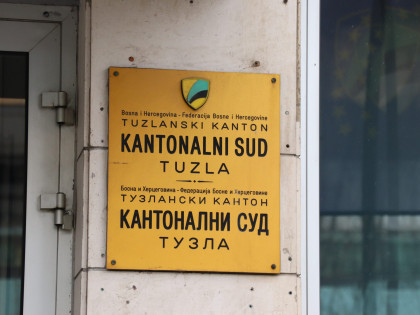 Bosna i Hercegovina - Federacija Bosne i Hercegovine
TUZLANSKI KANTON
KANTONALNI SUD
TUZLA
Босна и Херцеговина - Федерација Босне и Херцеговине
ТУЗЛАНСКИ КАНТОН
КАНТОНАЛНИ СУД
ТУЗЛА